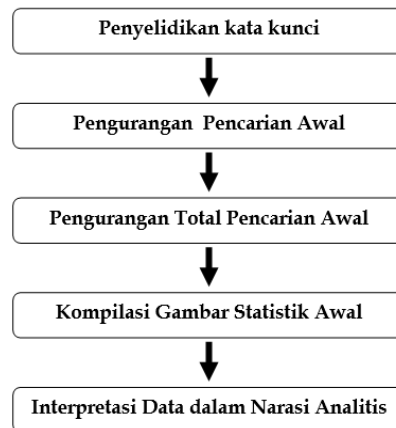 Penyelidikan kata kunci
Pengurangan Pencarian Awal
Pengurangan Total Pencarian Awal
Kompilasi Gambar Statistik Awal
Interpretasi Data dalam Narasi Analitis